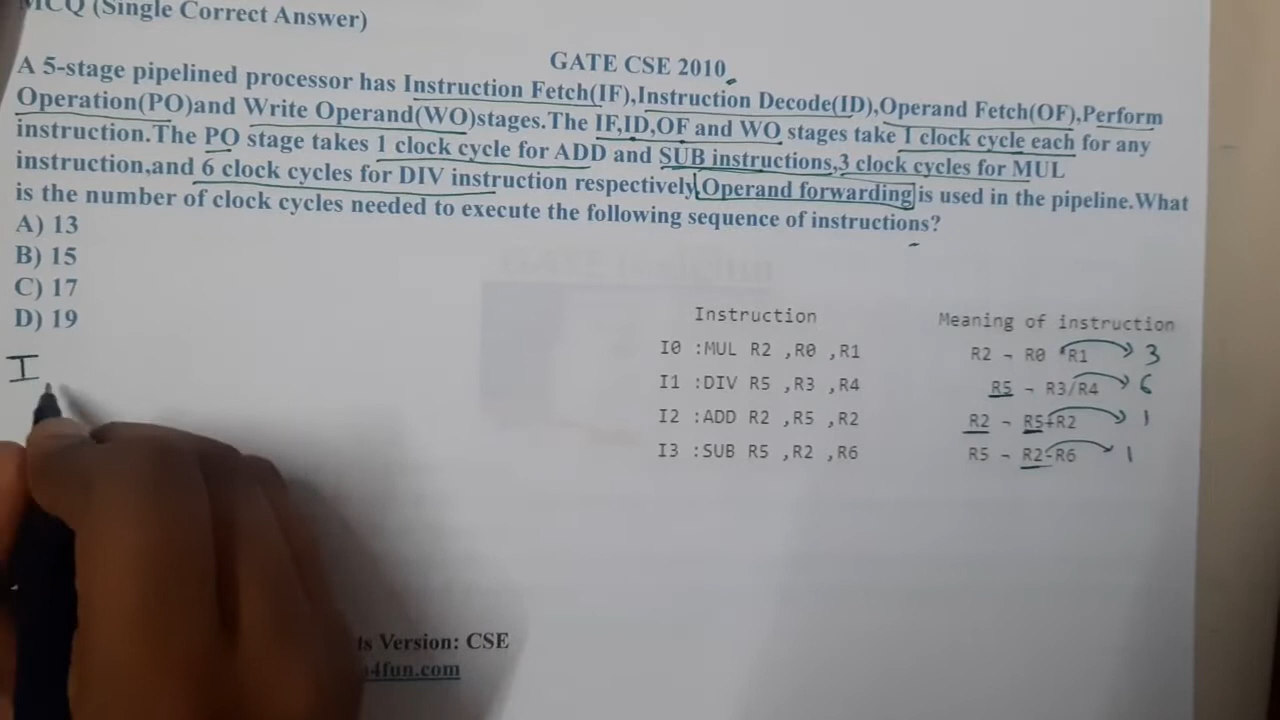 MCQ (Single Correct Answer)
GATE CSE 2010
A 5-stage pipelined processor has Instruction Fetch(IF),Instruction Decode(ID),Operand Fetch(OF),Perform
Operation(PO)and Write Operand(WO)stages.The IF,ID,OF and WO stages take 1 clock cycle each for any
instruction.The PO stage takes 1 clock cycle for ADD and SUB instructions,3 clock cycles for MUL
instruction,and 6 clock cycles for DIV instruction respectively.Operand forwarding is used in the pipeline.What
is the number of clock cycles needed to execute the following sequence of instructions?
A) 13
B) 15
C) 17
D) 19
Instruction Meaning of instruction
I0 :MUL R2 ,R0 ,R1 R2 ¬ R0 *R1 3
I1 :DIV R5 ,R3 ,R4 R5 ¬ R3/R4 6
I2 :ADD R2 ,R5 ,R2 R2 ¬ R5+R2 1
I3 :SUB R5 ,R2 ,R6 R5 ¬ R2-R6 1
I
Version: CSE
4fun.com